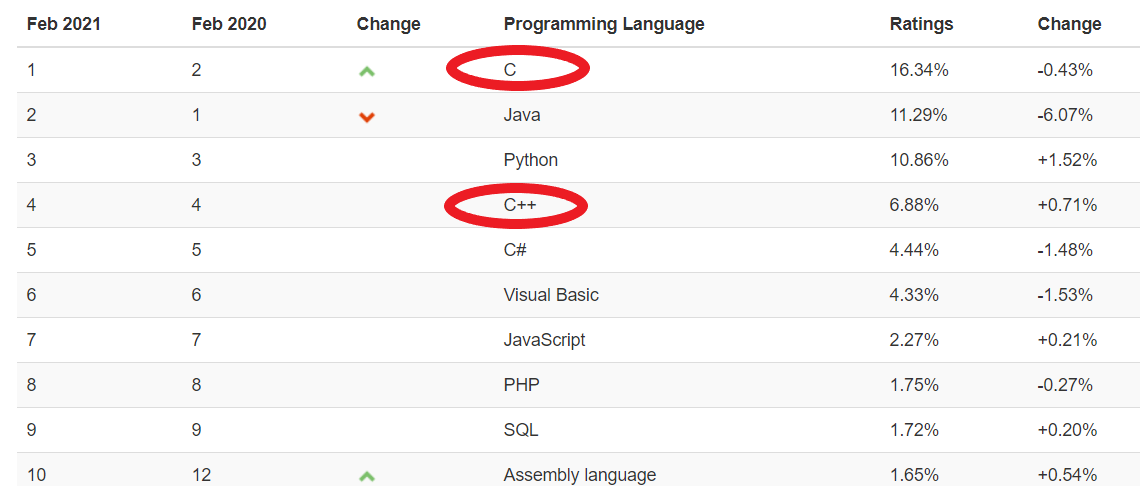 Feb 2021 Feb 2020 Change Programming Language Ratings Change
1 2 C 16.34% -0.43%
2 1 Java 11.29% -6.07%
3 3 Python 10.86% +1.52%
4 4 C++ 6.88% +0.71%
5 5 C# 4.44% -1.48%
6 6 Visual Basic 4.33% -1.53%
7 7 JavaScript 2.27% +0.21%
8 8 PHP 1.75% -0.27%
9 9 SQL 1.72% +0.20%
10 12 Assembly language 1.65% +0.54%